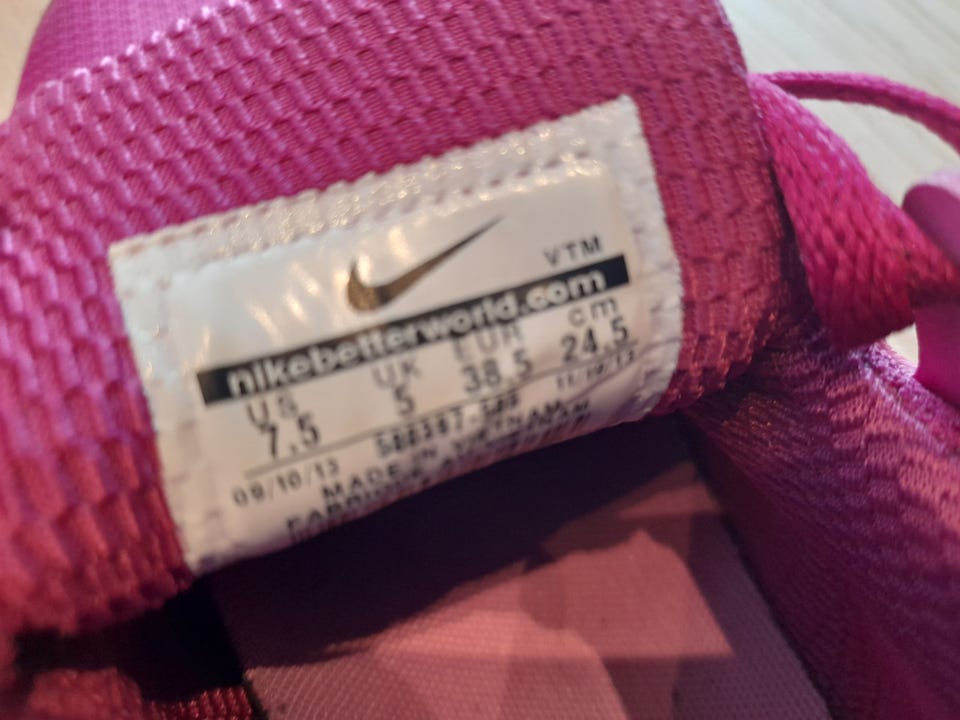 VTM
nikebetterworld.com
US UK EUR cm
7.5 5 38.5 24.5
09/10/13
MADE IN VIETNAM